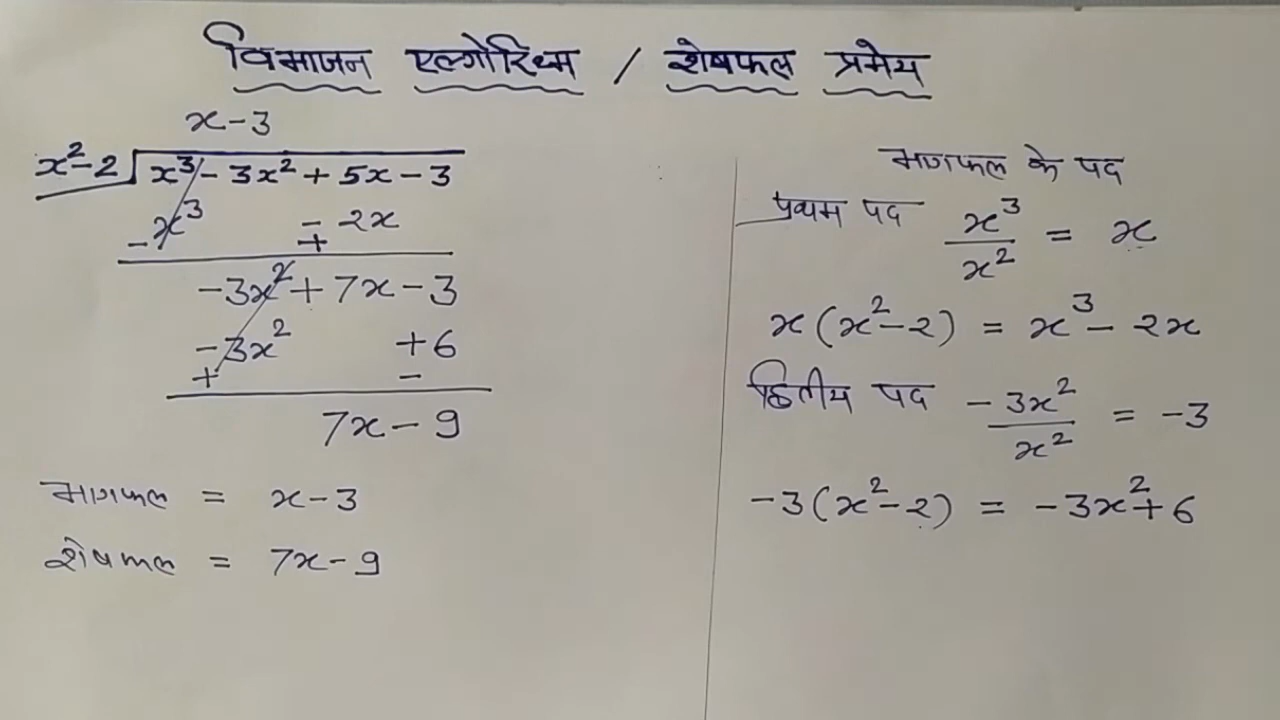 विभाजन एल्गोरिथ्म / शेषफल प्रमेय
x-3
x²-2 | x³ - 3x² + 5x - 3
x³ - 2x
- +
-3x² + 7x - 3
-3x² + 6
+ -
7x - 9
भागफल = x-3
शेषफल = 7x-9
भागफल के पद
प्रथम पद x³/x² = x
x(x²-2) = x³ - 2x
द्वितीय पद -3x²/x² = -3
-3(x²-2) = -3x²+6